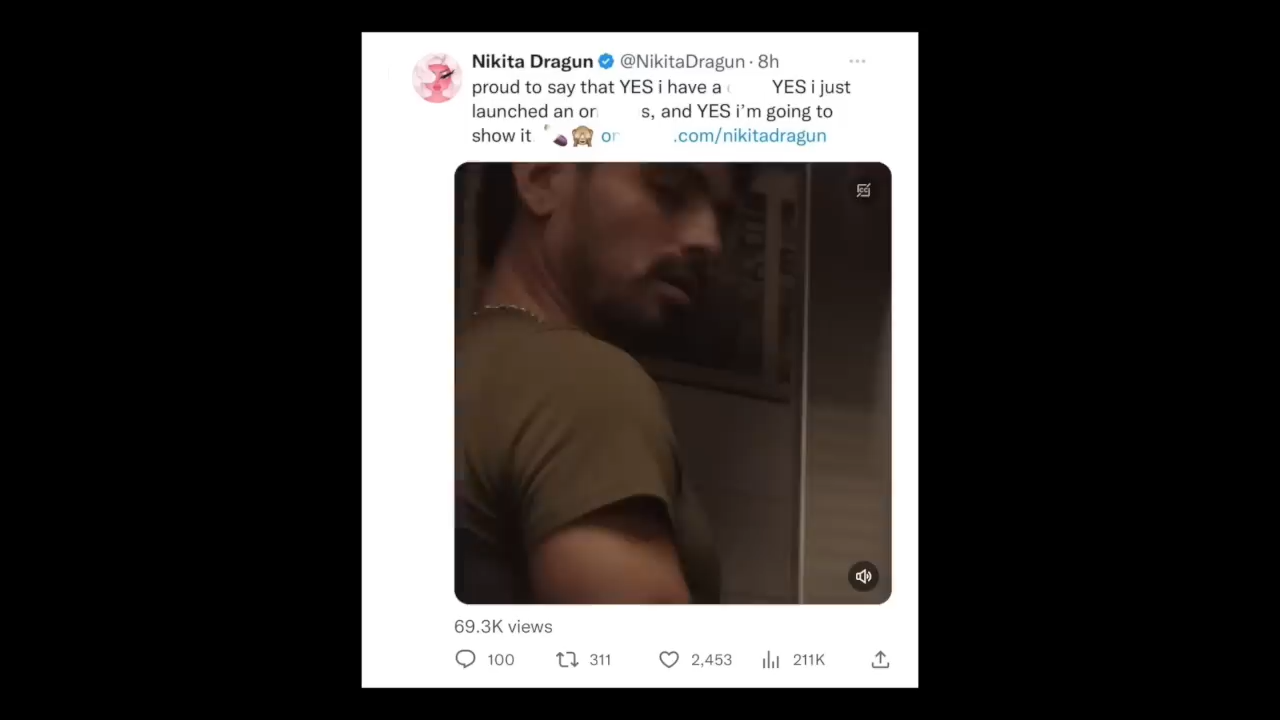 Nikita Dragun @NikitaDragun · 8h
proud to say that YES i have a YES i just
launched an s, and YES i'm going to
show it .com/nikitadragun
69.3K views
100 311 2,453 211K